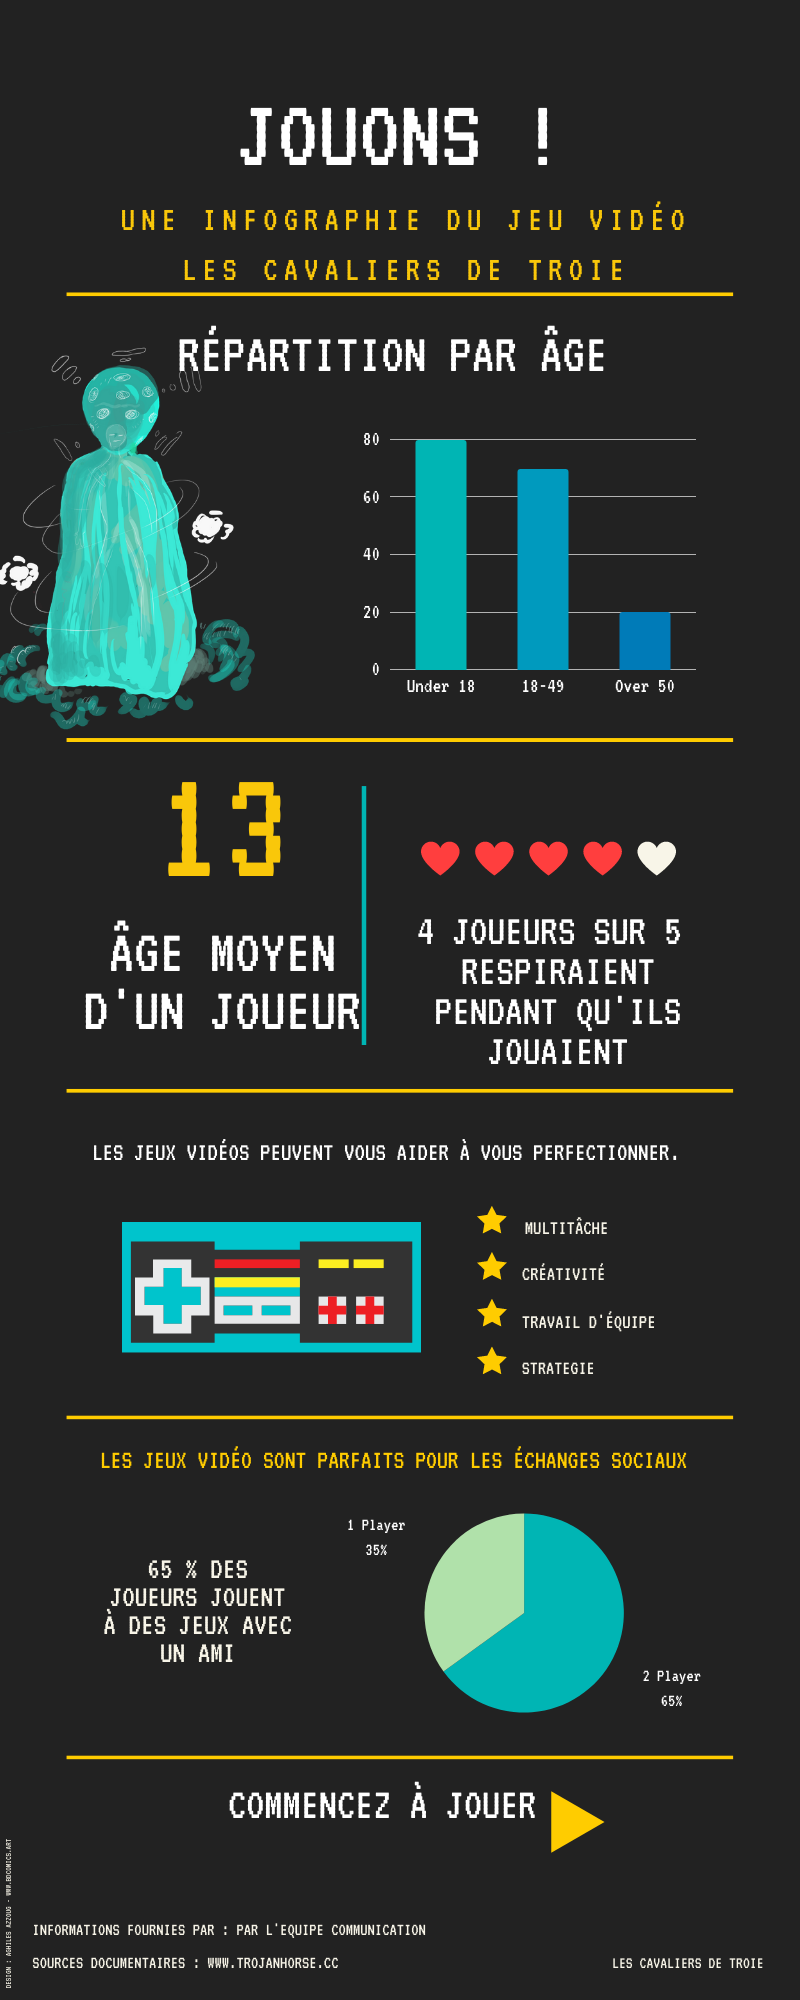 JOUONS !
UNE INFOGRAPHIE DU JEU VIDÉO
LES CAVALIERS DE TROIE
RÉPARTITION PAR ÂGE
80
60
40
20
0
Under 18
18-49
Over 50
13
ÂGE MOYEN
D'UN JOUEUR
4 JOUEURS SUR 5
RESPIRAIENT
PENDANT QU'ILS
JOUAIENT
LES JEUX VIDÉOS PEUVENT VOUS AIDER À VOUS PERFECTIONNER.
MULTITÂCHE
CRÉATIVITÉ
TRAVAIL D'ÉQUIPE
STRATEGIE
LES JEUX VIDÉO SONT PARFAITS POUR LES ÉCHANGES SOCIAUX
65 % DES
JOUEURS JOUENT
À DES JEUX AVEC
UN AMI
1 Player
35%
2 Player
65%
COMMENCEZ À JOUER
INFORMATIONS FOURNIES PAR : PAR L'EQUIPE COMMUNICATION
SOURCES DOCUMENTAIRES : WWW.TROJANHORSE.CC
LES CAVALIERS DE TROIE
DESIGN : AGHILES AZZOUG - WWW.BDCOMICS.ART